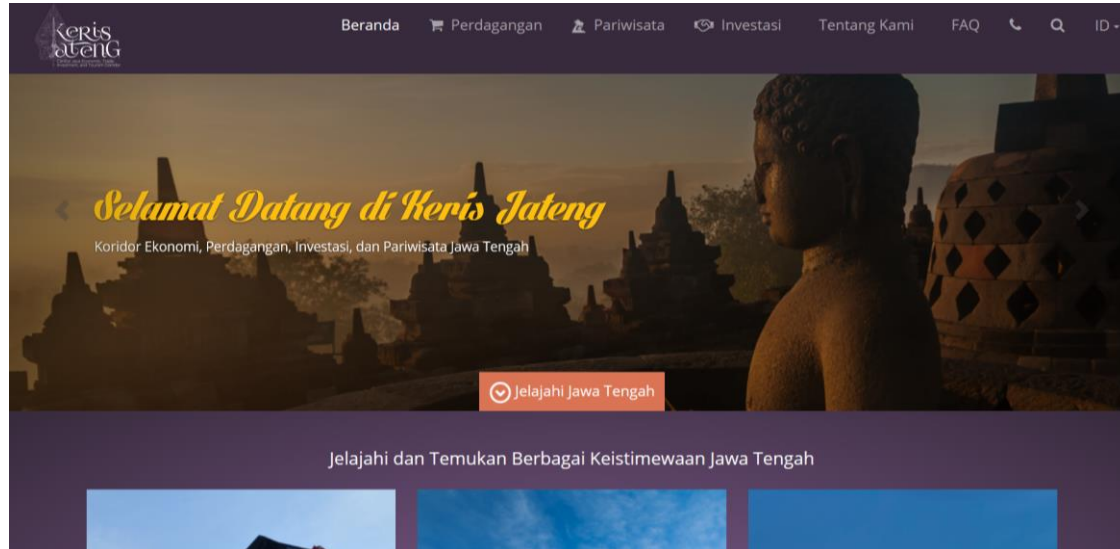 Keris
Jateng
Beranda Perdagangan Pariwisata Investasi Tentang Kami FAQ ID
Selamat Datang di Keris Jateng
Koridor Ekonomi, Perdagangan, Investasi, dan Pariwisata Jawa Tengah
Jelajahi Jawa Tengah
Jelajahi dan Temukan Berbagai Keistimewaan Jawa Tengah